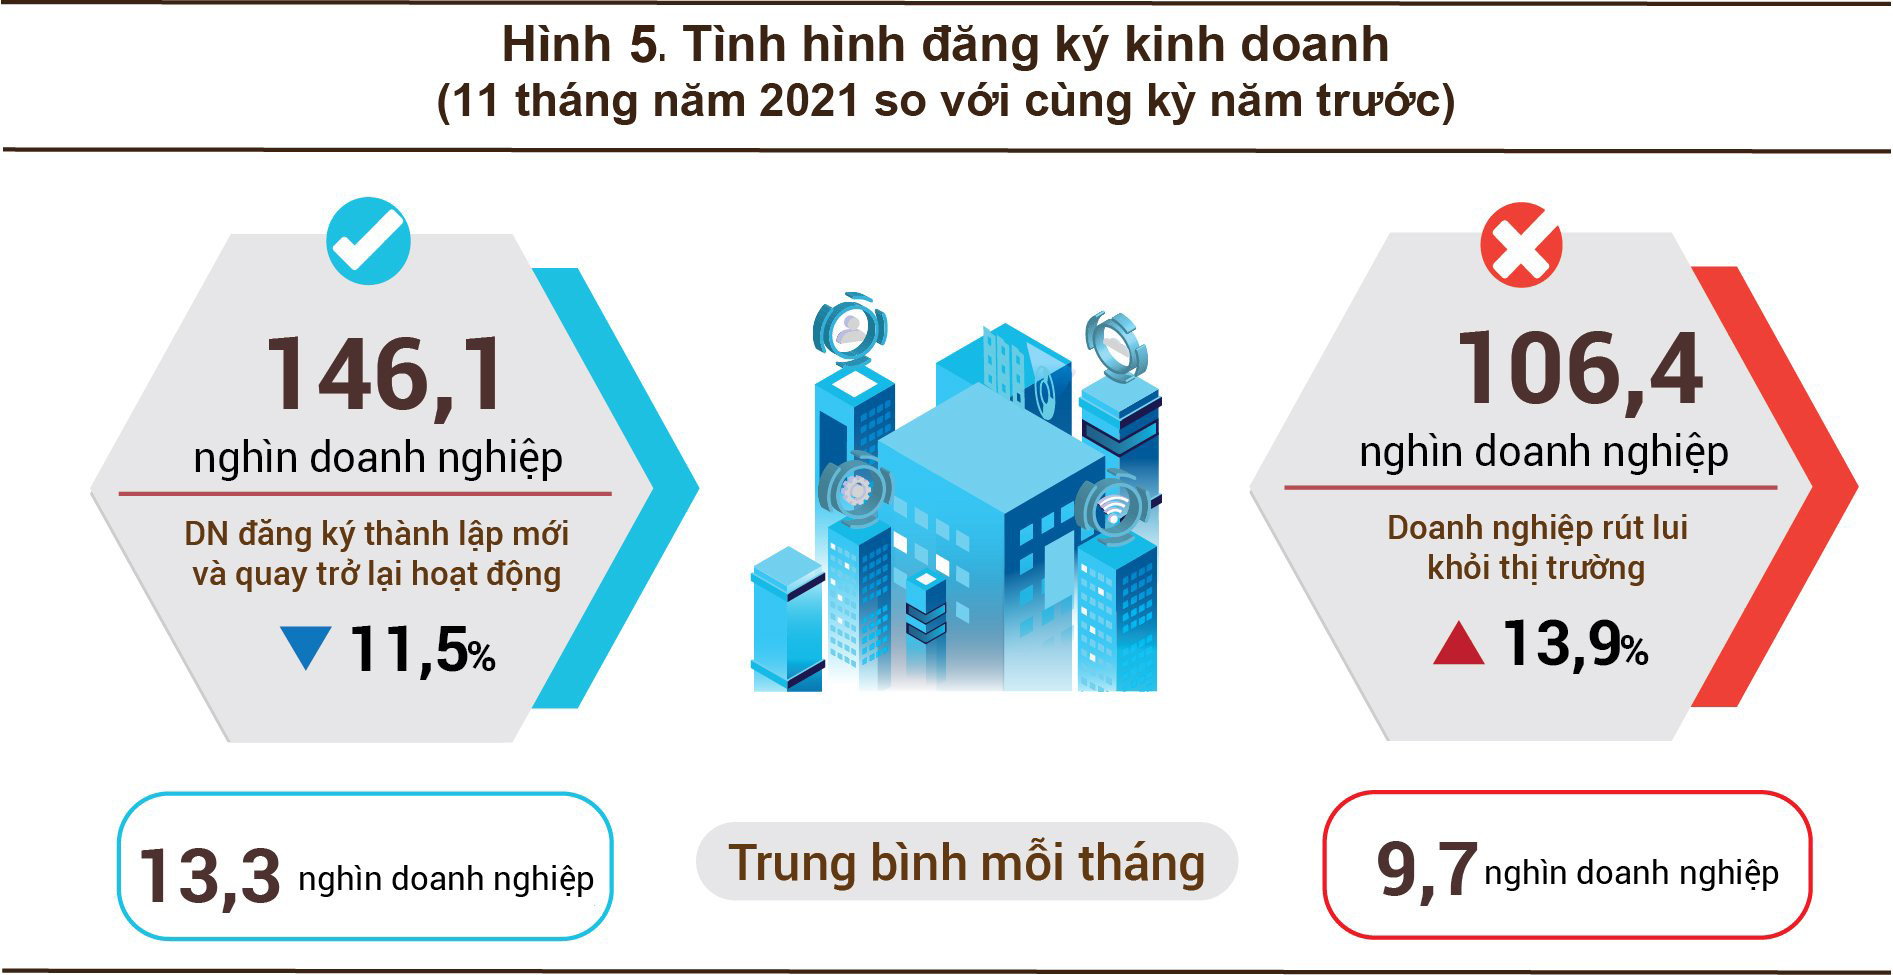 Hình 5. Tình hình đăng ký kinh doanh
(11 tháng năm 2021 so với cùng kỳ năm trước)
146,1
nghìn doanh nghiệp
DN đăng ký thành lập mới
và quay trở lại hoạt động
11,5%
106,4
nghìn doanh nghiệp
Doanh nghiệp rút lui
khỏi thị trường
13,9%
13,3 nghìn doanh nghiệp
Trung bình mỗi tháng
9,7 nghìn doanh nghiệp